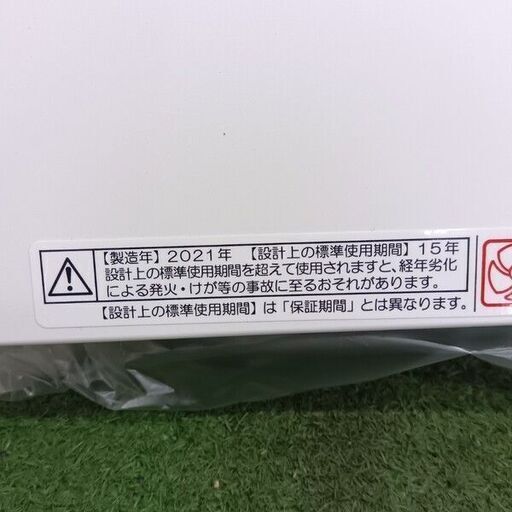 【製造年】2021年 【設計上の標準使用期間】15年
設計上の標準使用期間を超えて使用されますと、経年劣化
による発火・けが等の事故に至るおそれがあります。
【設計上の標準使用期間】は「保証期間」とは異なります。